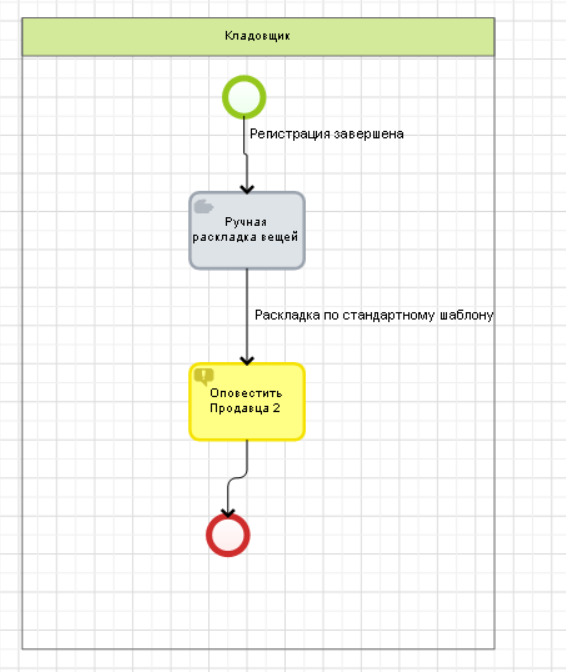 Кладовщик
Регистрация завершена
Ручная
раскладка вещей
Раскладка по стандартному шаблону
Оповестить
Продавца 2